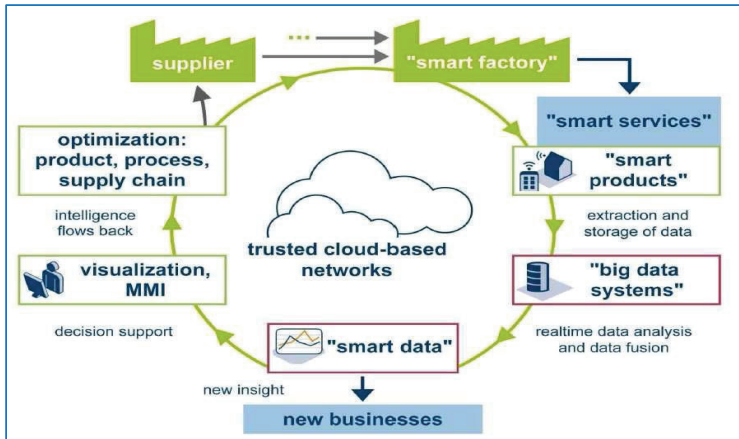 supplier
"smart factory"
"smart services"
"smart
products"
extraction and
storage of data
"big data
systems"
realtime data analysis
and data fusion
"smart data"
new insight
new businesses
decision support
visualization,
MMI
intelligence
flows back
optimization:
product, process,
supply chain
trusted cloud-based
networks